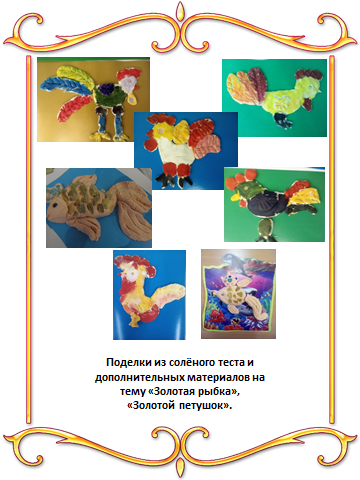 Поделки из солёного теста и
дополнительных материалов на
тему «Золотая рыбка»,
«Золотой петушок».